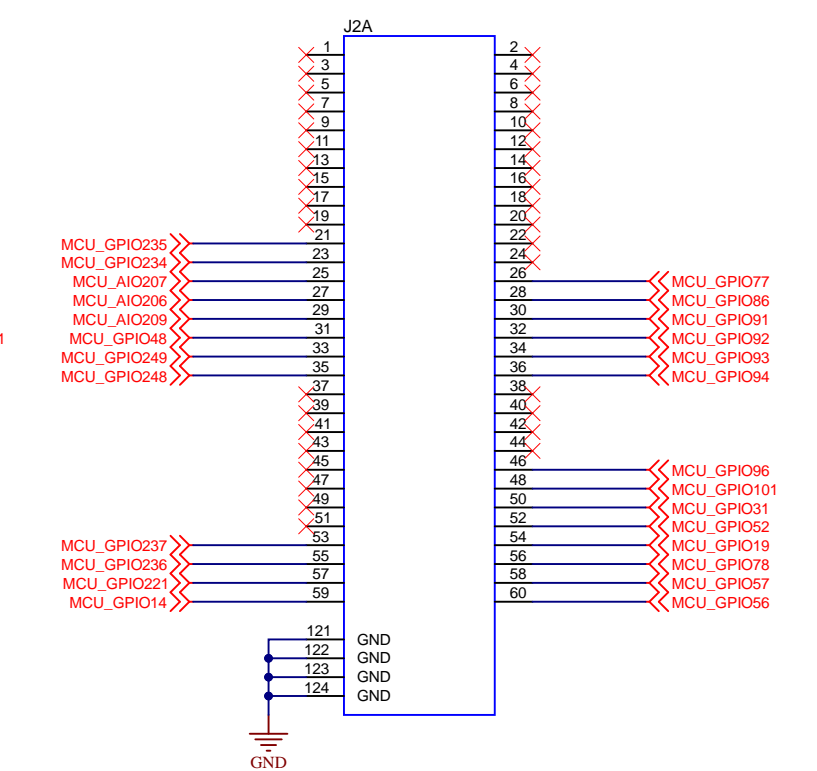 J2A
1 2
3 4
5 6
7 8
9 10
11 12
13 14
15 16
17 18
19 20
MCU_GPIO235 21 22
MCU_GPIO234 23 24
MCU_AIO207 25 26 MCU_GPIO77
MCU_AIO206 27 28 MCU_GPIO86
MCU_AIO209 29 30 MCU_GPIO91
1 MCU_GPIO48 31 32 MCU_GPIO92
MCU_GPIO249 33 34 MCU_GPIO93
MCU_GPIO248 35 36 MCU_GPIO94
37 38
39 40
41 42
43 44
45 46 MCU_GPIO96
47 48 MCU_GPIO101
49 50 MCU_GPIO31
51 52 MCU_GPIO52
MCU_GPIO237 53 54 MCU_GPIO19
MCU_GPIO236 55 56 MCU_GPIO78
MCU_GPIO221 57 58 MCU_GPIO57
MCU_GPIO14 59 60 MCU_GPIO56
121 GND
122 GND
123 GND
124 GND
GND